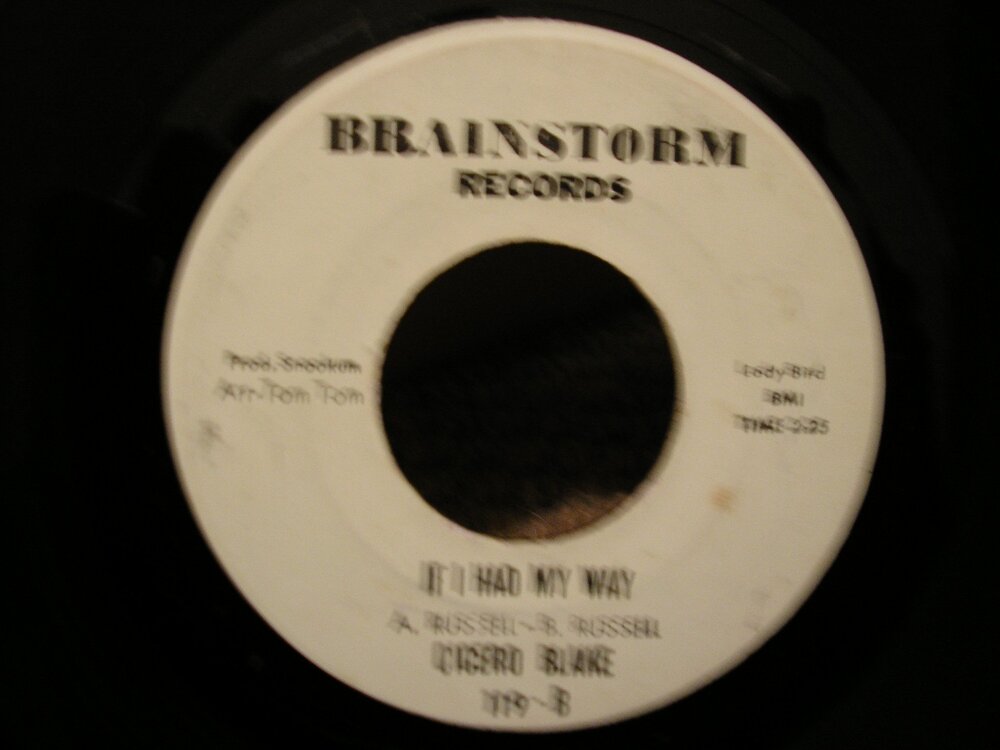 BRAINSTORM
RECORDS
Prod. Snookum
Arr. Tom Tom
Lady Bird
BMI
TIME 2:25
IF I HAD MY WAY
A. RUSSELL - B. RUSSELL
CICERO BLAKE
119-B